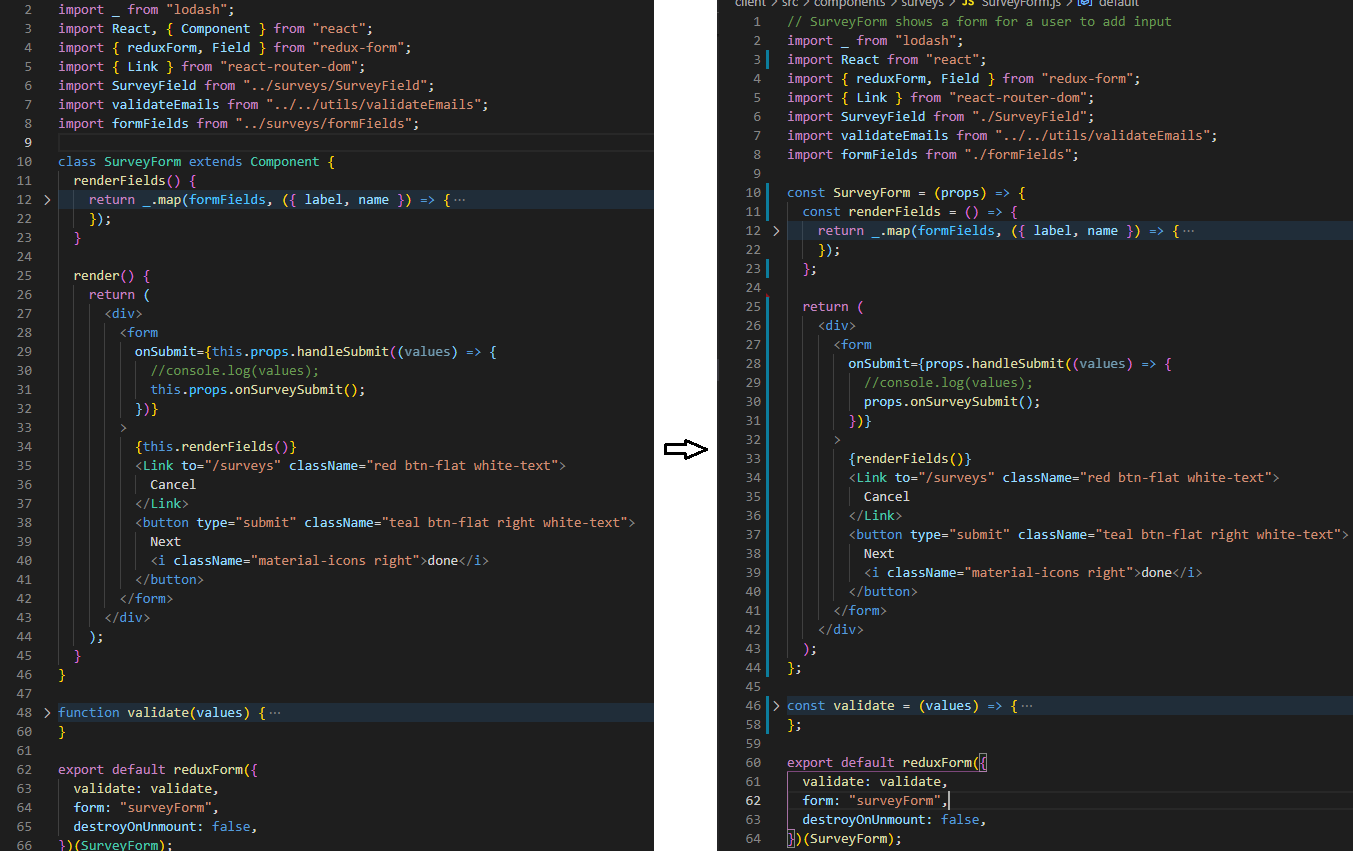 2 import _ from "lodash";
3 import React, { Component } from "react";
4 import { reduxForm, Field } from "redux-form";
5 import { Link } from "react-router-dom";
6 import SurveyField from "../surveys/SurveyField";
7 import validateEmails from "../../utils/validateEmails";
8 import formFields from "../surveys/formFields";
9
10 class SurveyForm extends Component {
11 renderFields() {
12 return _.map(formFields, ({ label, name }) => { ···
22 });
23 }
24
25 render() {
26 return (
27 <div>
28 <form
29 onSubmit={this.props.handleSubmit((values) => {
30 //console.log(values);
31 this.props.onSurveySubmit();
32 })}
33 >
34 {this.renderFields()}
35 <Link to="/surveys" className="red btn-flat white-text">
36 Cancel
37 </Link>
38 <button type="submit" className="teal btn-flat right white-text">
39 Next
40 <i className="material-icons right">done</i>
41 </button>
42 </form>
43 </div>
44 );
45 }
46 }
47
48 function validate(values) { ···
60 }
61
62 export default reduxForm({
63 validate: validate,
64 form: "surveyForm",
65 destroyOnUnmount: false,
66 })(SurveyForm);
client > src > components > surveys > JS SurveyForm.js > default
1 // SurveyForm shows a form for a user to add input
2 import _ from "lodash";
3 import React from "react";
4 import { reduxForm, Field } from "redux-form";
5 import { Link } from "react-router-dom";
6 import SurveyField from "./SurveyField";
7 import validateEmails from "../../utils/validateEmails";
8 import formFields from "./formFields";
9
10 const SurveyForm = (props) => {
11 const renderFields = () => {
12 return _.map(formFields, ({ label, name }) => { ···
22 });
23 };
24
25 return (
26 <div>
27 <form
28 onSubmit={props.handleSubmit((values) => {
29 //console.log(values);
30 props.onSurveySubmit();
31 })}
32 >
33 {renderFields()}
34 <Link to="/surveys" className="red btn-flat white-text">
35 Cancel
36 </Link>
37 <button type="submit" className="teal btn-flat right white-text">
38 Next
39 <i className="material-icons right">done</i>
40 </button>
41 </form>
42 </div>
43 );
44 };
45
46 const validate = (values) => { ···
58 };
59
60 export default reduxForm({
61 validate: validate,
62 form: "surveyForm",
63 destroyOnUnmount: false,
64 })(SurveyForm);